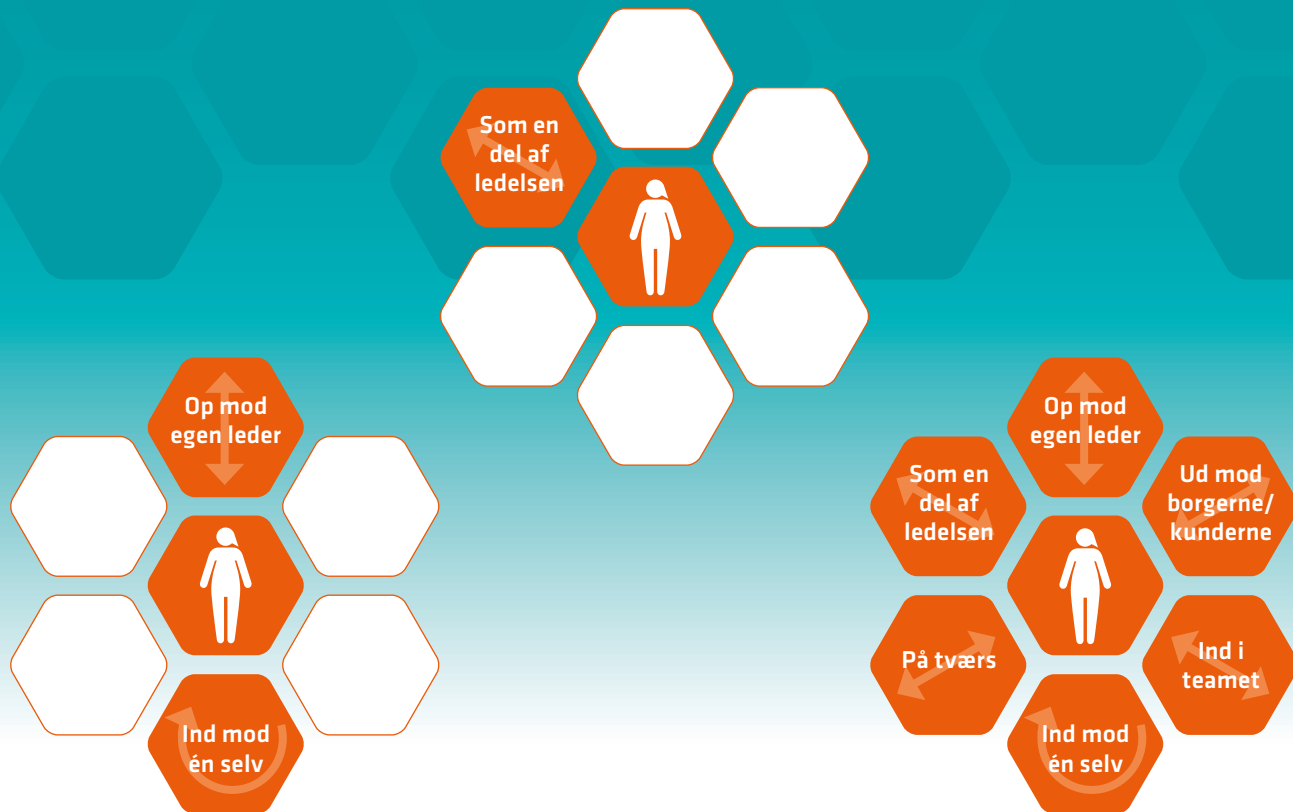 Som en
del af
ledelsen
Op mod
egen leder
Ind mod
én selv
Op mod
egen leder
Som en
del af
ledelsen
Ud mod
borgerne/
kunderne
På tværs
Ind i
teamet
Ind mod
én selv